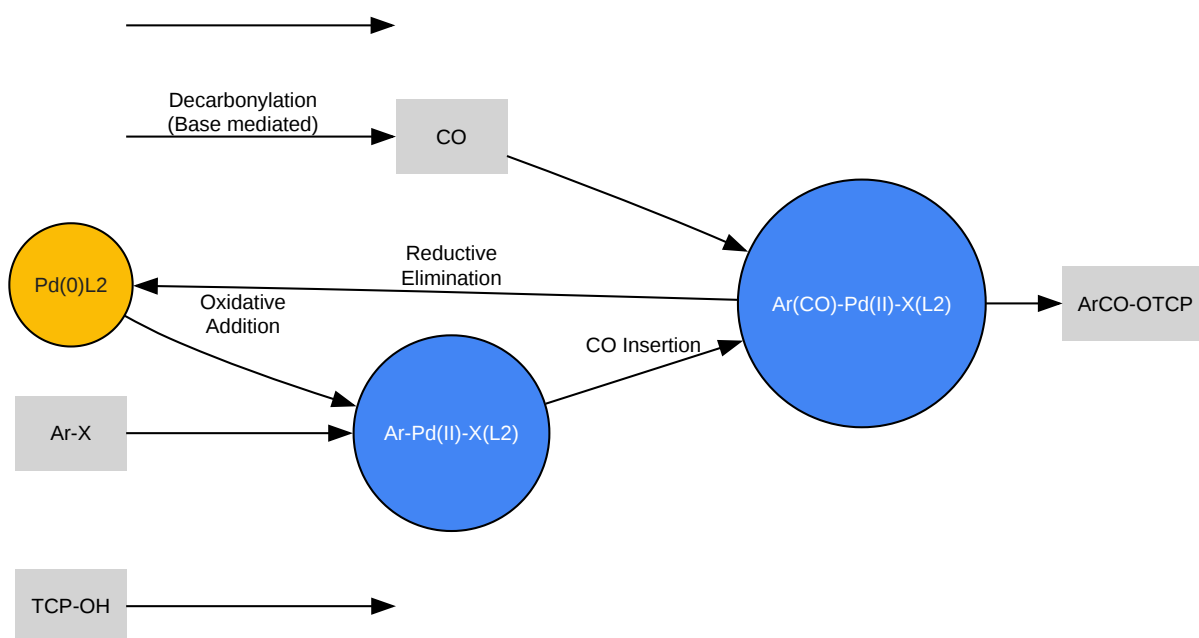 Decarbonylation
(Base mediated)
CO
Reductive
Elimination
Pd(0)L2
Oxidative
Addition
Ar(CO)-Pd(II)-X(L2)
ArCO-OTCP
CO Insertion
Ar-X
Ar-Pd(II)-X(L2)
TCP-OH